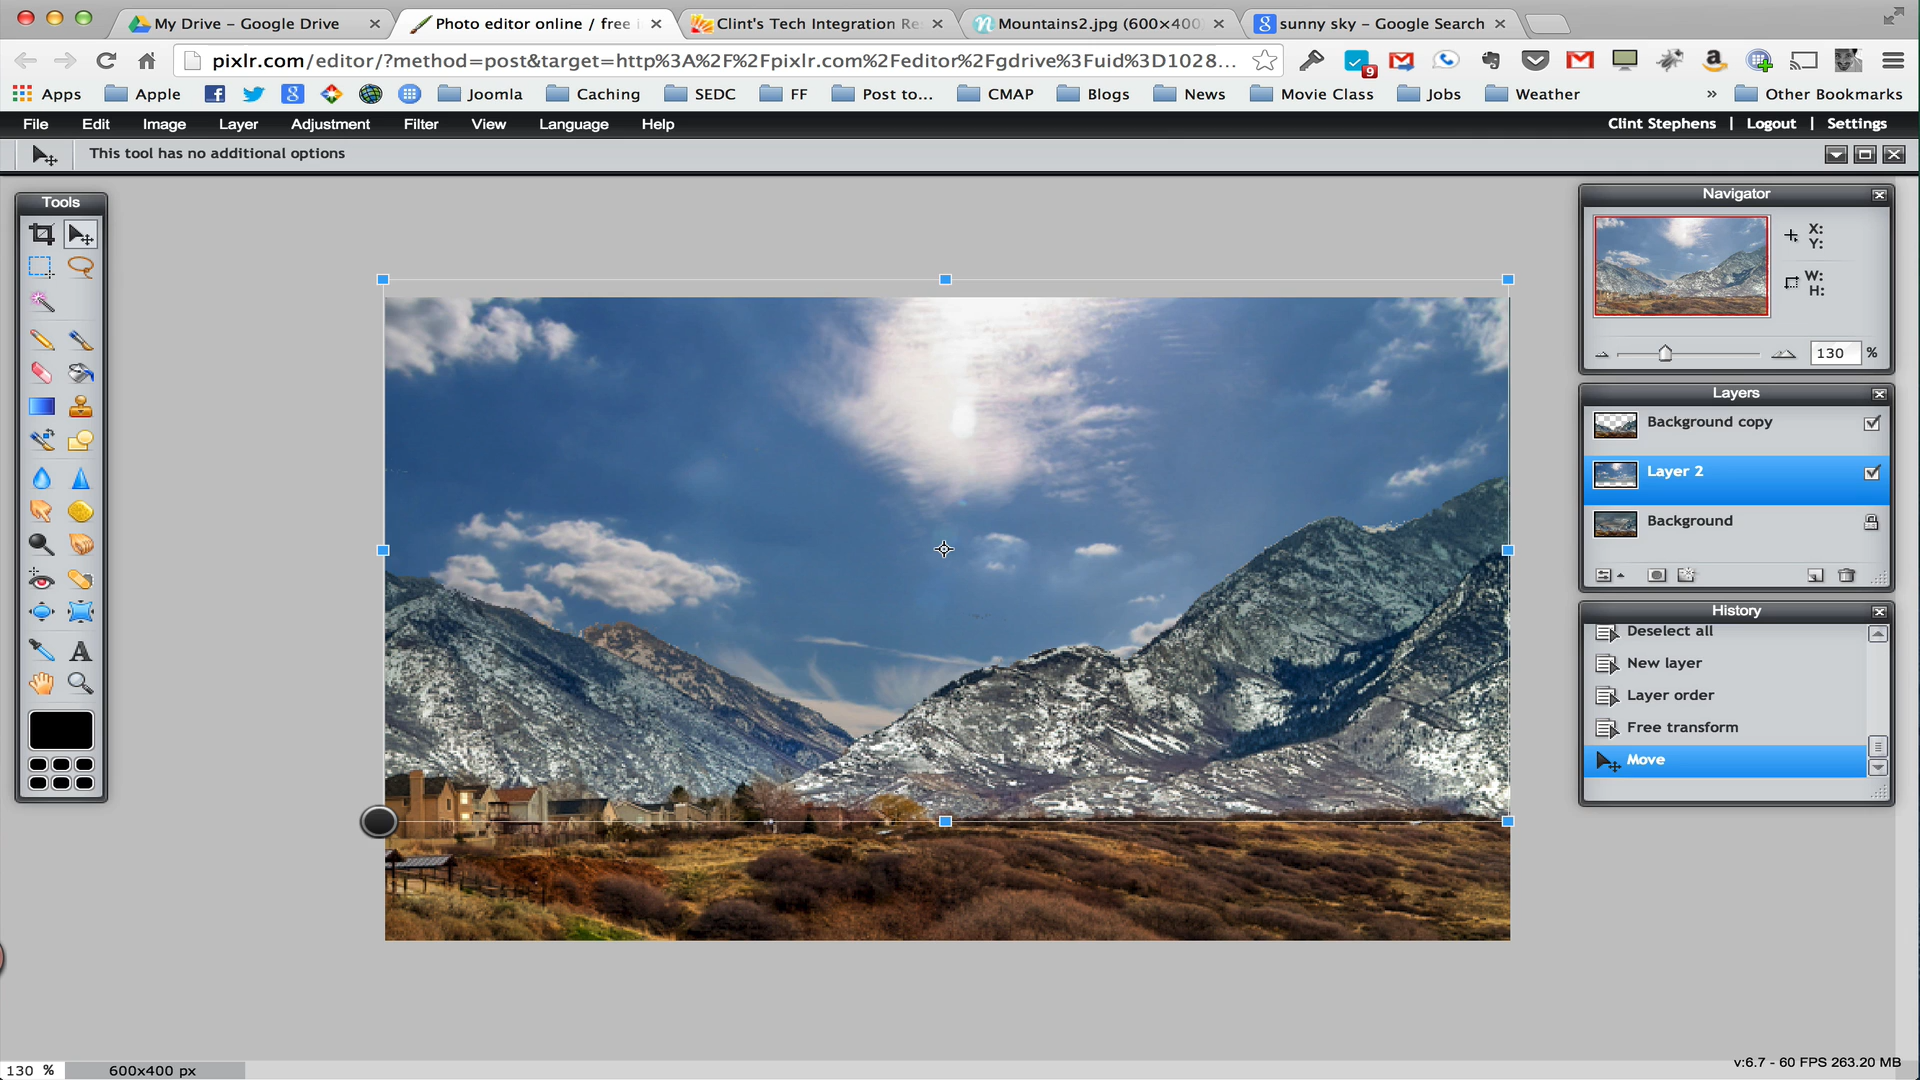 My Drive – Google Drive
Photo editor online / free i
Clint's Tech Integration Re
Mountains2.jpg (600×400
sunny sky – Google Search
pixlr.com/editor/?method=post&target=http%3A%2F%2Fpixlr.com%2Feditor%2Fgdrive%3Fuid%3D1028...
9
Apps
Apple
Joomla
Caching
SEDC
FF
Post to...
CMAP
Blogs
News
Movie Class
Jobs
Weather
»
Other Bookmarks
File
Edit
Image
Layer
Adjustment
Filter
View
Language
Help
Clint Stephens | Logout | Settings
This tool has no additional options
Tools
Navigator
X:
Y:
W:
H:
130 %
Layers
Background copy
Layer 2
Background
History
Deselect all
New layer
Layer order
Free transform
Move
130 %
600x400 px
v:6.7 - 60 FPS 263.20 MB